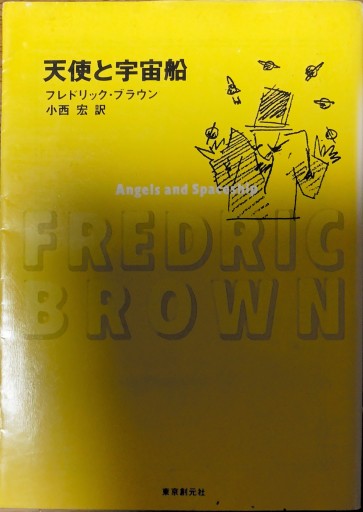 天使と宇宙船
フレドリック・ブラウン
小西 宏 訳
Angels and Spaceship
FREDRIC
BROWN
東京創元社